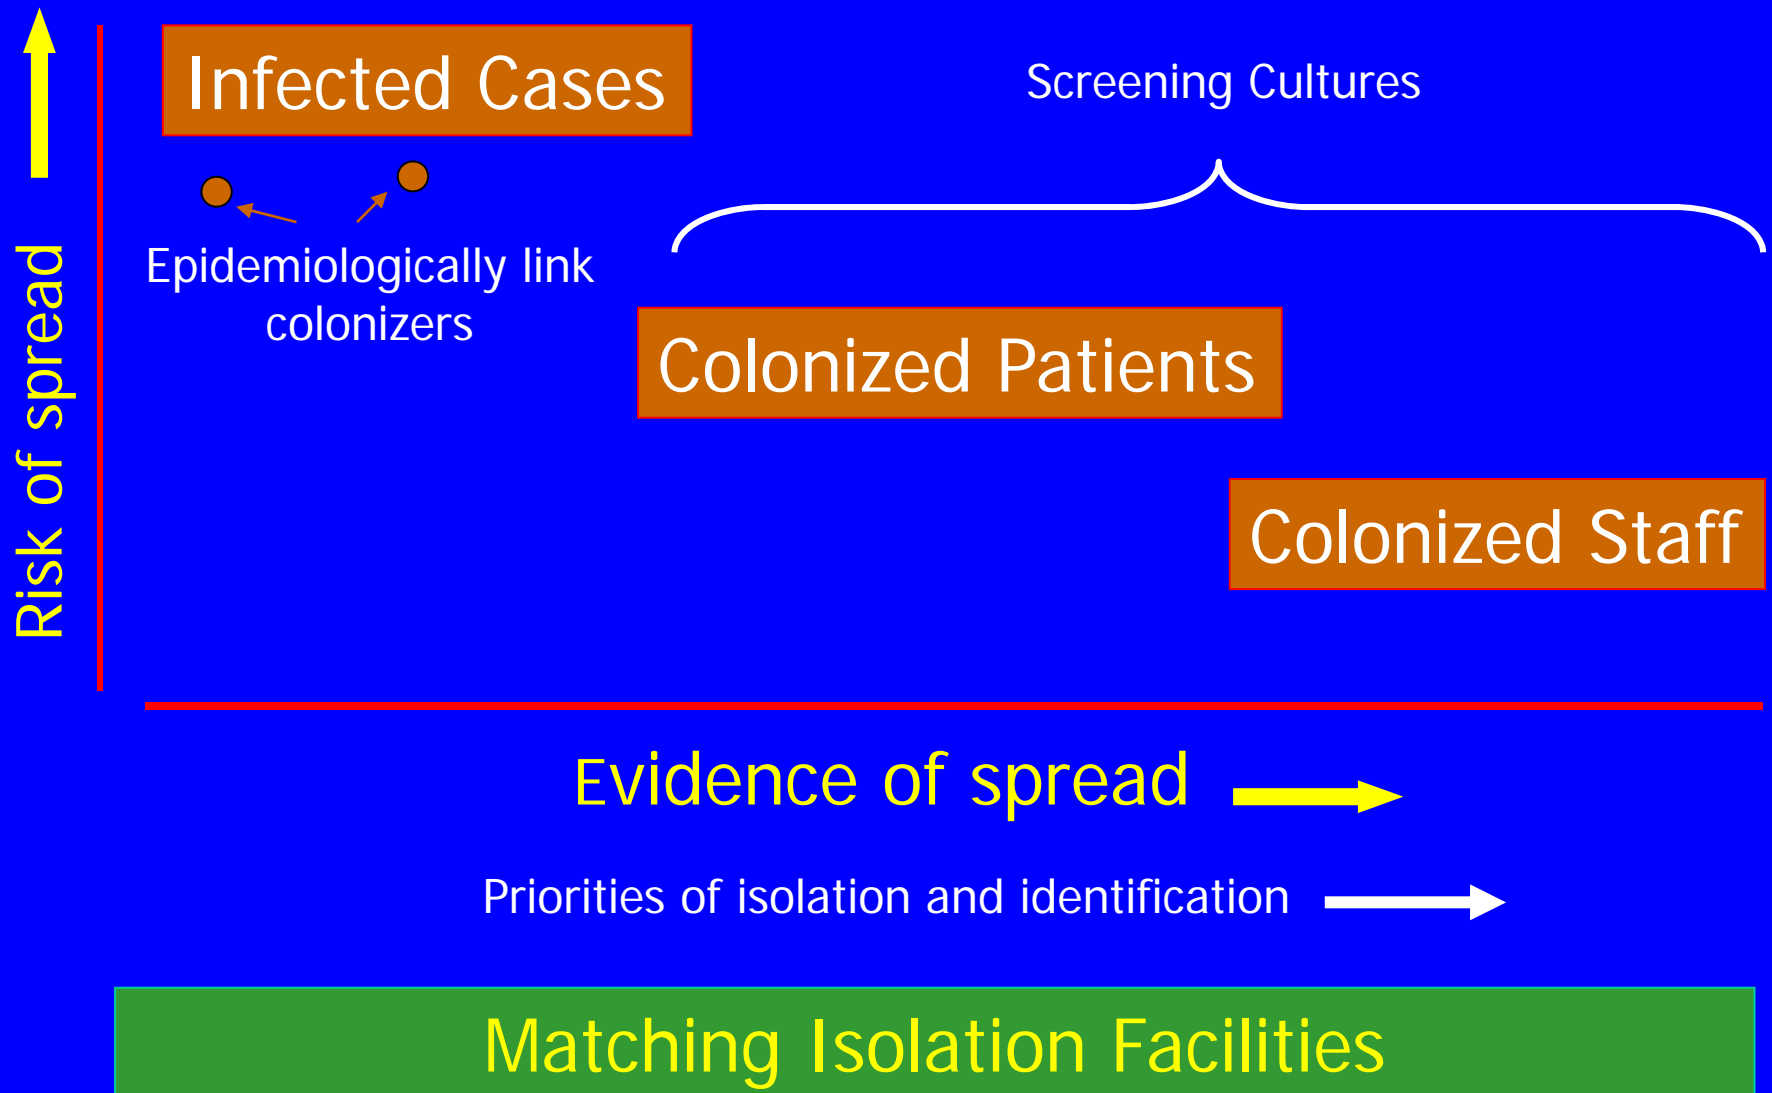 Infected Cases
Screening Cultures
Epidemiologically link
colonizers
Colonized Patients
Colonized Staff
Risk of spread
Evidence of spread
Priorities of isolation and identification
Matching Isolation Facilities